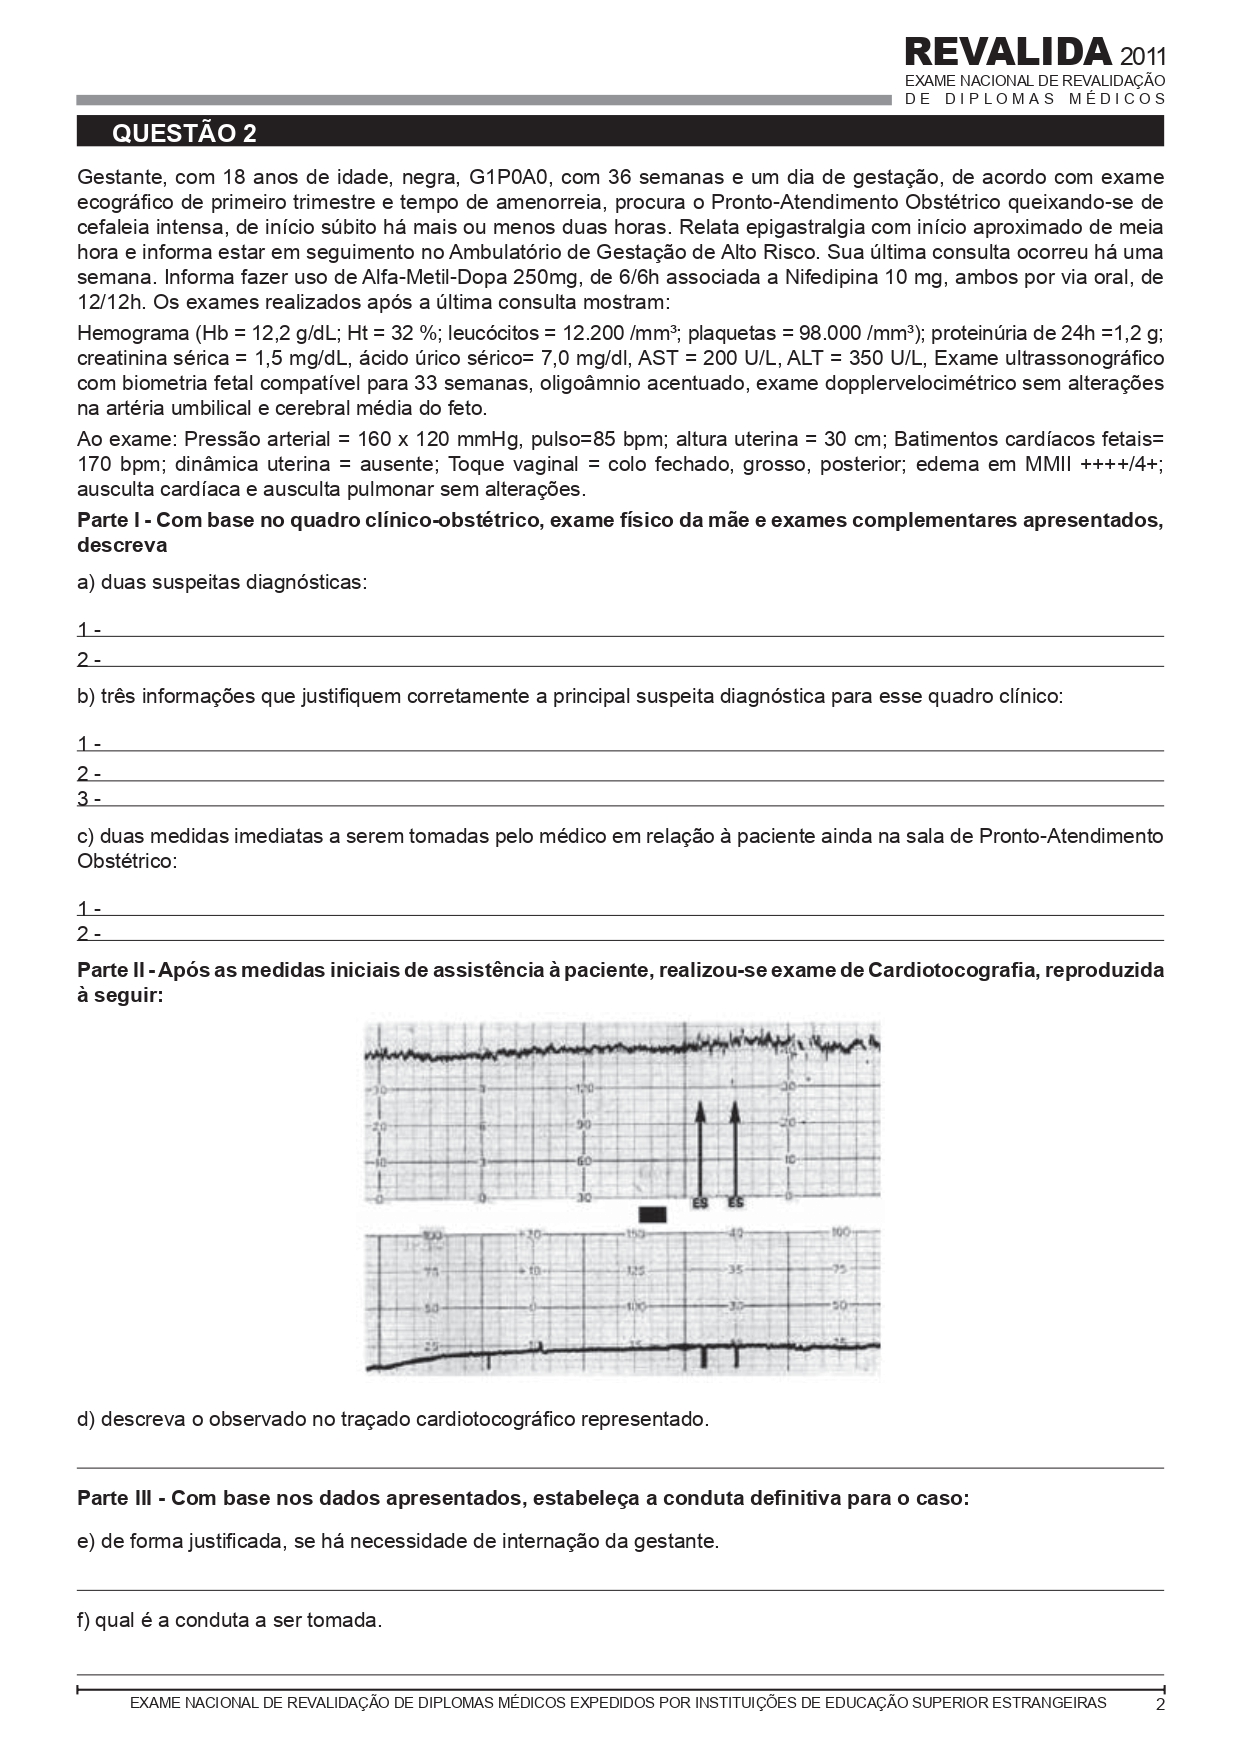 REVALIDA 2011
EXAME NACIONAL DE REVALIDAÇÃO
DE DIPLOMAS MÉDICOS
QUESTÃO 2
Gestante, com 18 anos de idade, negra, G1P0A0, com 36 semanas e um dia de gestação, de acordo com exame
ecográfico de primeiro trimestre e tempo de amenorreia, procura o Pronto-Atendimento Obstétrico queixando-se de
cefaleia intensa, de início súbito há mais ou menos duas horas. Relata epigastralgia com início aproximado de meia
hora e informa estar em seguimento no Ambulatório de Gestação de Alto Risco. Sua última consulta ocorreu há uma
semana. Informa fazer uso de Alfa-Metil-Dopa 250mg, de 6/6h associada a Nifedipina 10 mg, ambos por via oral, de
12/12h. Os exames realizados após a última consulta mostram:
Hemograma (Hb = 12,2 g/dL; Ht = 32 %; leucócitos = 12.200 /mm³; plaquetas = 98.000 /mm³); proteinúria de 24h =1,2 g;
creatinina sérica = 1,5 mg/dL, ácido úrico sérico= 7,0 mg/dl, AST = 200 U/L, ALT = 350 U/L, Exame ultrassonográfico
com biometria fetal compatível para 33 semanas, oligoâmnio acentuado, exame dopplervelocimétrico sem alterações
na artéria umbilical e cerebral média do feto.
Ao exame: Pressão arterial = 160 x 120 mmHg, pulso=85 bpm; altura uterina = 30 cm; Batimentos cardíacos fetais=
170 bpm; dinâmica uterina = ausente; Toque vaginal = colo fechado, grosso, posterior; edema em MMII ++++/4+;
ausculta cardíaca e ausculta pulmonar sem alterações.
Parte I - Com base no quadro clínico-obstétrico, exame físico da mãe e exames complementares apresentados,
descreva
a) duas suspeitas diagnósticas:
1 -
2 -
b) três informações que justifiquem corretamente a principal suspeita diagnóstica para esse quadro clínico:
1 -
2 -
3 -
c) duas medidas imediatas a serem tomadas pelo médico em relação à paciente ainda na sala de Pronto-Atendimento
Obstétrico:
1 -
2 -
Parte II - Após as medidas iniciais de assistência à paciente, realizou-se exame de Cardiotocografia, reproduzida
à seguir:
120 30
20 6 90 20
10 3 60 10
0 0 30 ES ES 0
100 +20 150 40 100
75 +10 125 35 75
50 0 100 30 50
25
d) descreva o observado no traçado cardiotocográfico representado.
Parte III - Com base nos dados apresentados, estabeleça a conduta definitiva para o caso:
e) de forma justificada, se há necessidade de internação da gestante.
f) qual é a conduta a ser tomada.
EXAME NACIONAL DE REVALIDAÇÃO DE DIPLOMAS MÉDICOS EXPEDIDOS POR INSTITUIÇÕES DE EDUCAÇÃO SUPERIOR ESTRANGEIRAS 2